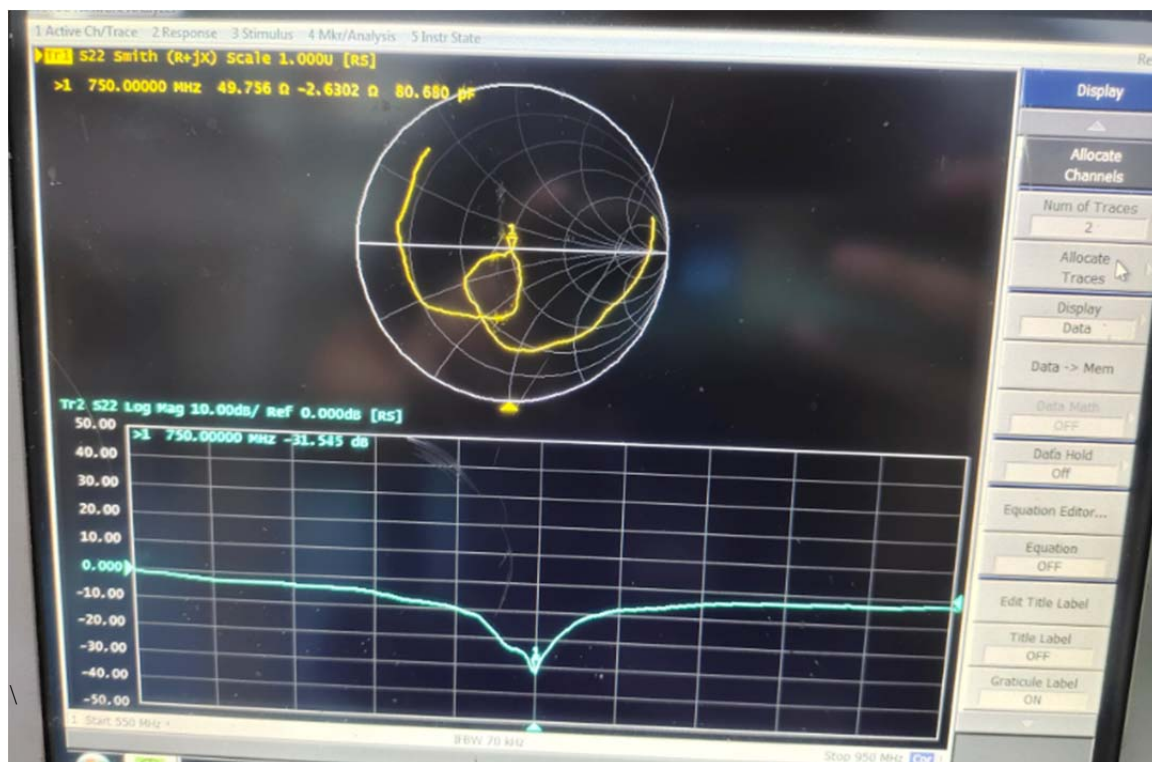 1 Active Ch/Trace 2 Response 3 Stimulus 4 Mkr/Analysis 5 Instr State
Tr1 S22 Smith (R+jX) Scale 1.000U [RS]
>1 750.00000 MHz 49.756 Ω -2.6302 Ω 80.680 pF
1
Tr2 S22 Log Mag 10.00dB/ Ref 0.000dB [RS]
>1 750.00000 MHz -31.545 dB
50.00
40.00
30.00
20.00
10.00
0.000
-10.00
-20.00
-30.00
-40.00
-50.00
1
1 Start 550 MHz
IFBW 70 kHz
Stop 950 MHz Cor
Display
Allocate
Channels
Num of Traces
2
Allocate
Traces
Display
Data
Data -> Mem
Data Math
OFF
Data Hold
Off
Equation Editor...
Equation
OFF
Edit Title Label
Title Label
OFF
Graticule Label
ON
\